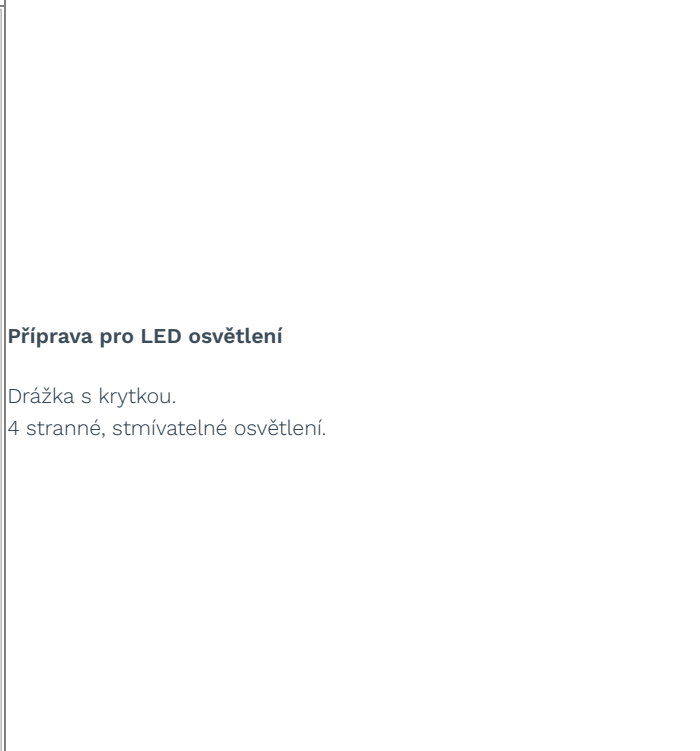 Příprava pro LED osvětlení
Drážka s krytkou.
4 stranné, stmívatelné osvětlení.